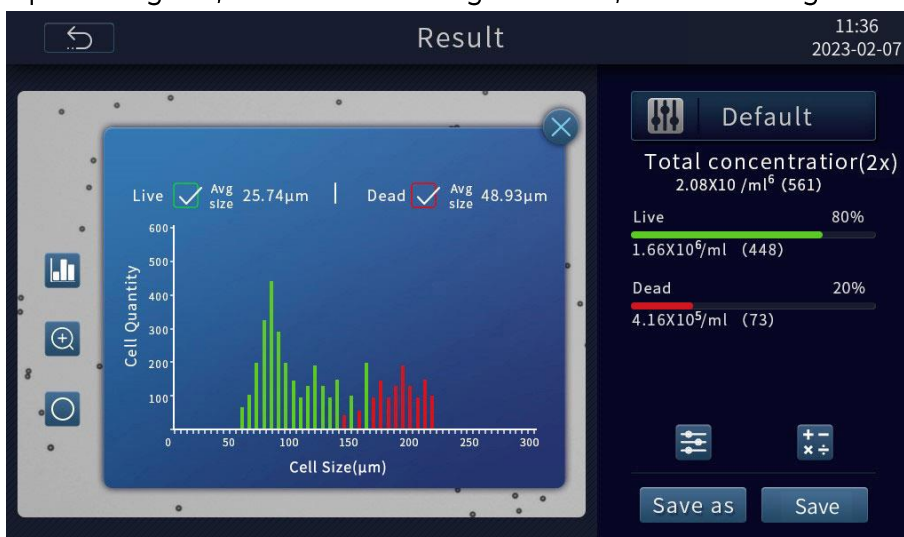 Result
11:36
2023-02-07
Default
Total concentratior(2x)
2.08X10 /ml⁶ (561)
Live 80%
1.66X10⁶/ml (448)
Dead 20%
4.16X10⁵/ml (73)
Save as
Save
Live Avg size 25.74μm | Dead Avg size 48.93μm
Cell Quantity
600
500
400
300
200
100
0 50 100 150 200 250 300
Cell Size(μm)